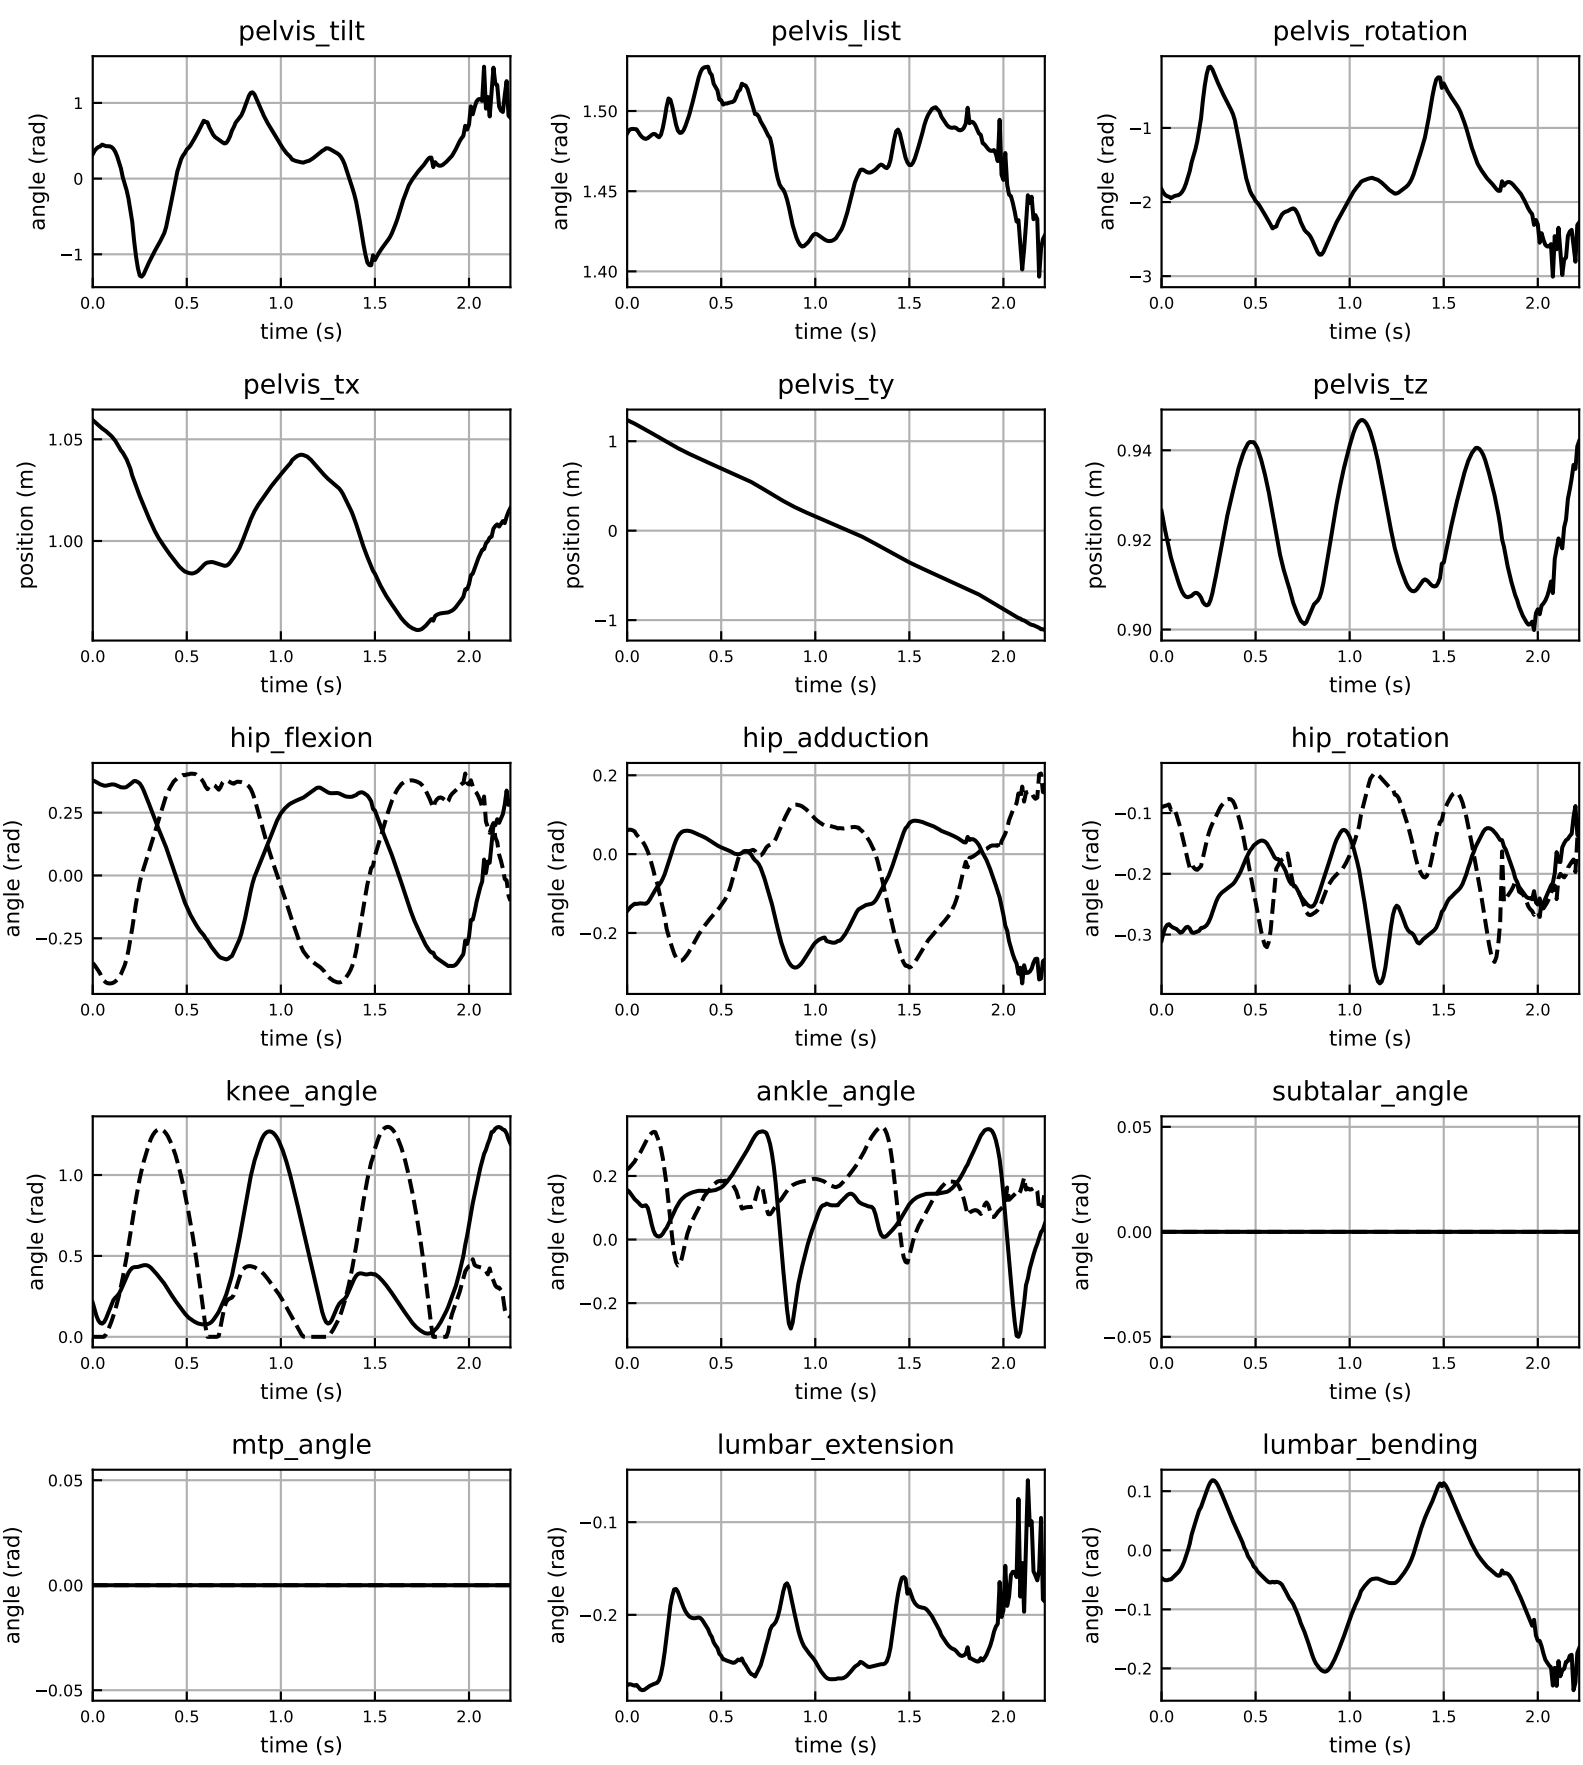 pelvis_tilt pelvis_list pelvis_rotation
angle (rad) 1 0 −1
angle (rad) 1.50 1.45 1.40
angle (rad) −1 −2 −3
0.0 0.5 1.0 1.5 2.0 0.0 0.5 1.0 1.5 2.0 0.0 0.5 1.0 1.5 2.0
time (s) time (s) time (s)
pelvis_tx pelvis_ty pelvis_tz
position (m) 1.05 1.00
position (m) 1 0 −1
position (m) 0.94 0.92 0.90
0.0 0.5 1.0 1.5 2.0 0.0 0.5 1.0 1.5 2.0 0.0 0.5 1.0 1.5 2.0
time (s) time (s) time (s)
hip_flexion hip_adduction hip_rotation
angle (rad) 0.25 0.00 −0.25
angle (rad) 0.2 0.0 −0.2
angle (rad) −0.1 −0.2 −0.3
0.0 0.5 1.0 1.5 2.0 0.0 0.5 1.0 1.5 2.0 0.0 0.5 1.0 1.5 2.0
time (s) time (s) time (s)
knee_angle ankle_angle subtalar_angle
angle (rad) 1.0 0.5 0.0
angle (rad) 0.2 0.0 −0.2
angle (rad) 0.05 0.00 −0.05
0.0 0.5 1.0 1.5 2.0 0.0 0.5 1.0 1.5 2.0 0.0 0.5 1.0 1.5 2.0
time (s) time (s) time (s)
mtp_angle lumbar_extension lumbar_bending
angle (rad) 0.05 0.00 −0.05
angle (rad) −0.1 −0.2
angle (rad) 0.1 0.0 −0.1 −0.2
0.0 0.5 1.0 1.5 2.0 0.0 0.5 1.0 1.5 2.0 0.0 0.5 1.0 1.5 2.0
time (s) time (s) time (s)